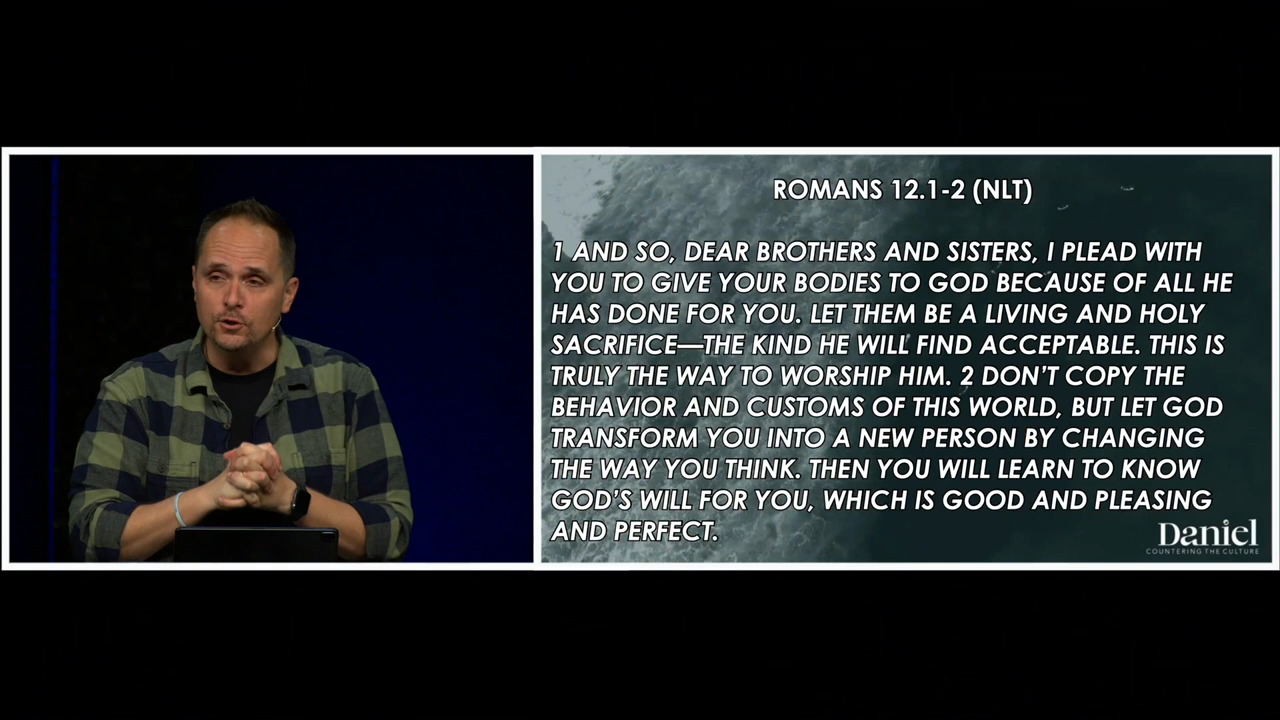 ROMANS 12.1-2 (NLT)
1 AND SO, DEAR BROTHERS AND SISTERS, I PLEAD WITH
YOU TO GIVE YOUR BODIES TO GOD BECAUSE OF ALL HE
HAS DONE FOR YOU. LET THEM BE A LIVING AND HOLY
SACRIFICE—THE KIND HE WILL FIND ACCEPTABLE. THIS IS
TRULY THE WAY TO WORSHIP HIM. 2 DON'T COPY THE
BEHAVIOR AND CUSTOMS OF THIS WORLD, BUT LET GOD
TRANSFORM YOU INTO A NEW PERSON BY CHANGING
THE WAY YOU THINK. THEN YOU WILL LEARN TO KNOW
GOD'S WILL FOR YOU, WHICH IS GOOD AND PLEASING
AND PERFECT.
Daniel
COUNTERING THE CULTURE